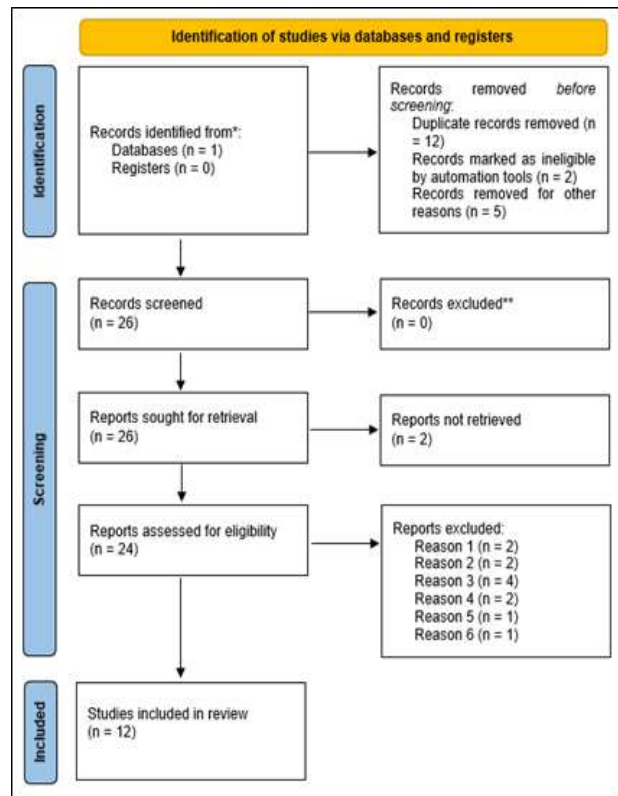 Identification of studies via databases and registers
Identification
Records identified from*:
Databases (n = 1)
Registers (n = 0)
Records removed before
screening:
Duplicate records removed (n
= 12)
Records marked as ineligible
by automation tools (n = 2)
Records removed for other
reasons (n = 5)
Screening
Records screened
(n = 26)
Records excluded**
(n = 0)
Reports sought for retrieval
(n = 26)
Reports not retrieved
(n = 2)
Reports assessed for eligibility
(n = 24)
Reports excluded:
Reason 1 (n = 2)
Reason 2 (n = 2)
Reason 3 (n = 4)
Reason 4 (n = 2)
Reason 5 (n = 1)
Reason 6 (n = 1)
Included
Studies included in review
(n = 12)